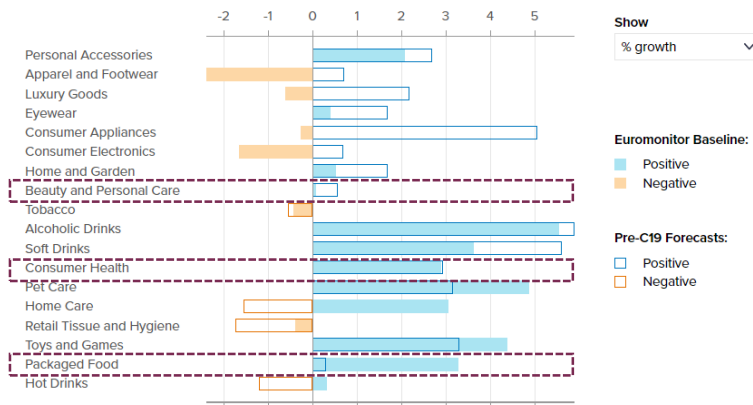 -2 -1 0 1 2 3 4 5
Show
% growth
Personal Accessories
Apparel and Footwear
Luxury Goods
Eyewear
Consumer Appliances
Consumer Electronics
Home and Garden
Beauty and Personal Care
Tobacco
Alcoholic Drinks
Soft Drinks
Consumer Health
Pet Care
Home Care
Retail Tissue and Hygiene
Toys and Games
Packaged Food
Hot Drinks
Euromonitor Baseline:
Positive
Negative
Pre-C19 Forecasts:
Positive
Negative